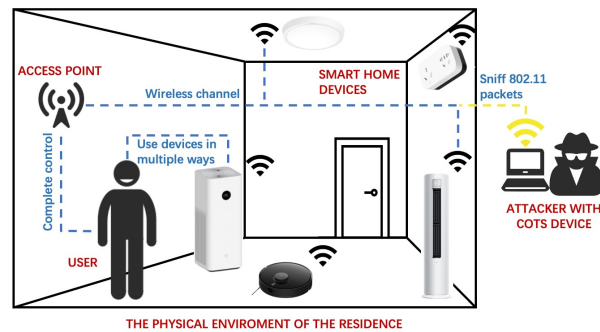 ACCESS POINT
Wireless channel
SMART HOME
DEVICES
Sniff 802.11
packets
Use devices in
multiple ways
Complete control
USER
ATTACKER WITH
COTS DEVICE
THE PHYSICAL ENVIROMENT OF THE RESIDENCE